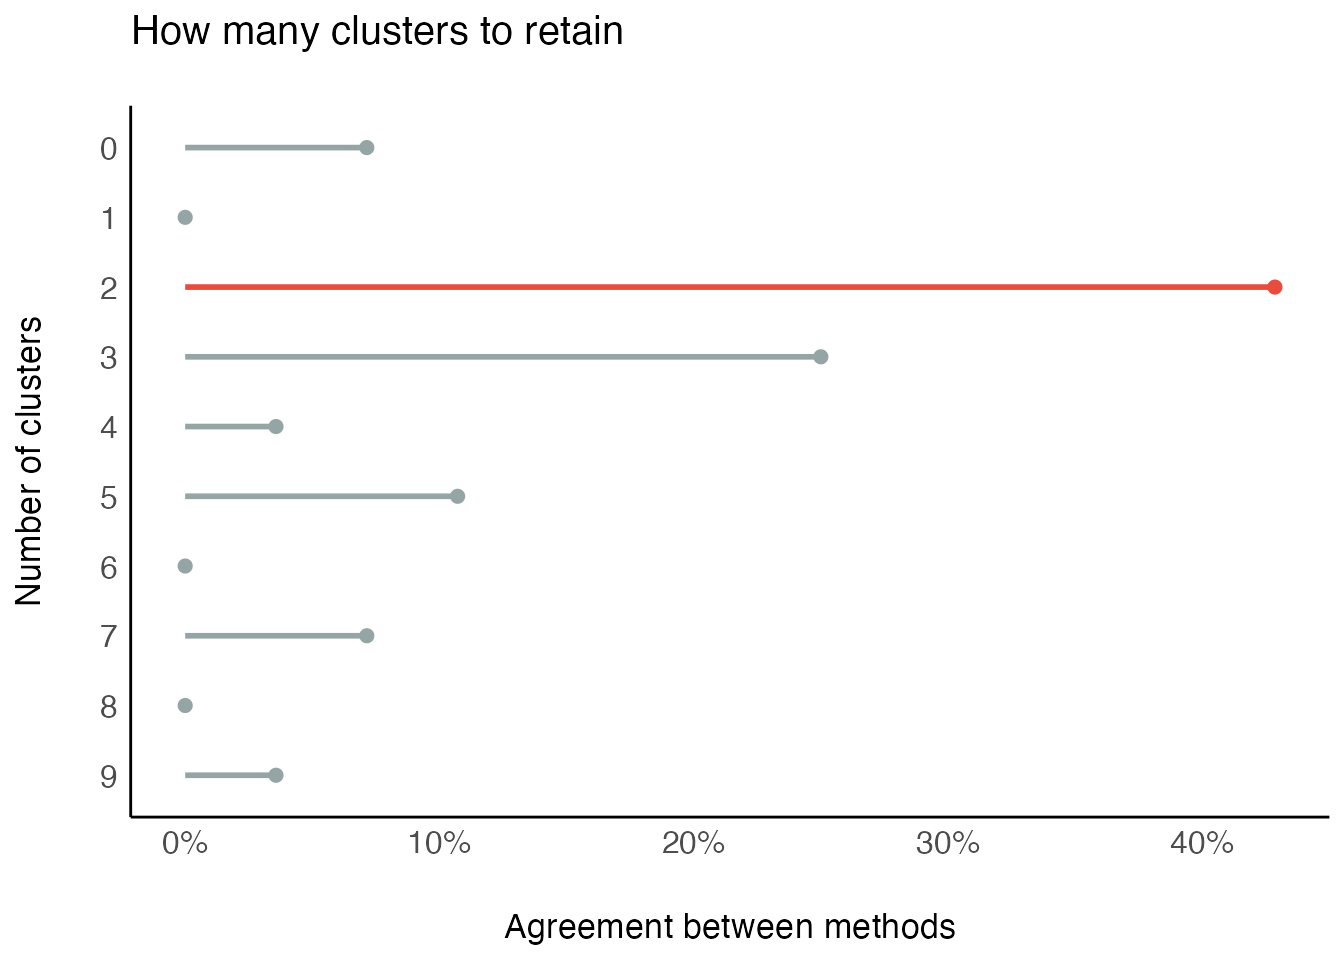 How many clusters to retain
Number of clusters
0
1
2
3
4
5
6
7
8
9
0% 10% 20% 30% 40%
Agreement between methods